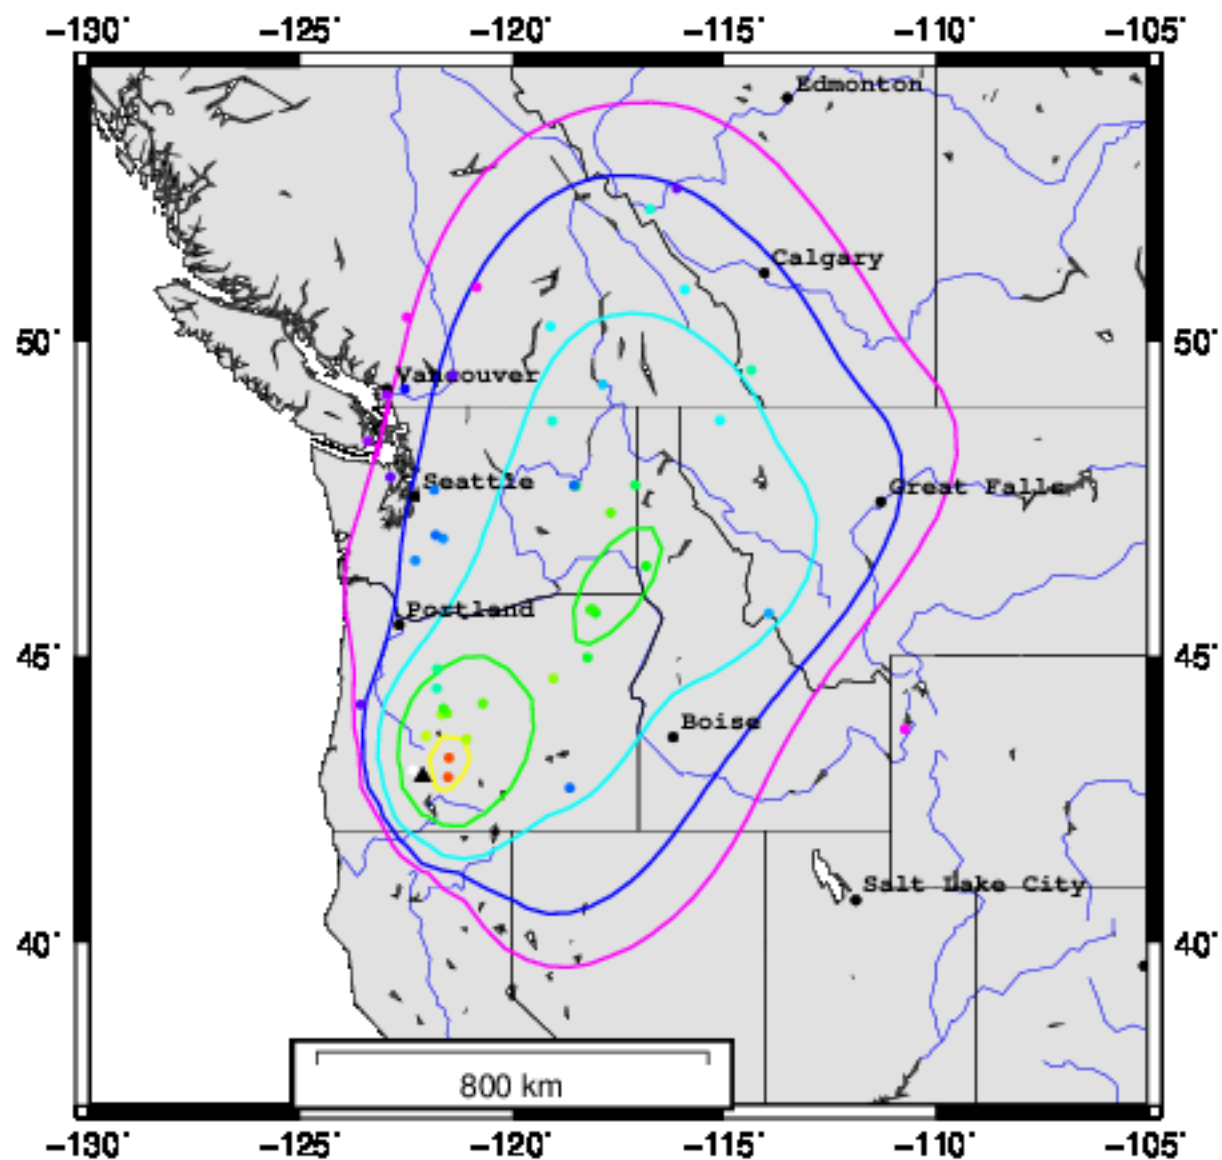 -130° -125° -120° -115° -110° -105°
Edmonton
Calgary
50° 50°
Vancouver
Seattle
Great Falls
Portland
45° 45°
Boise
Salt Lake City
40° 40°
800 km
-130° -125° -120° -115° -110° -105°